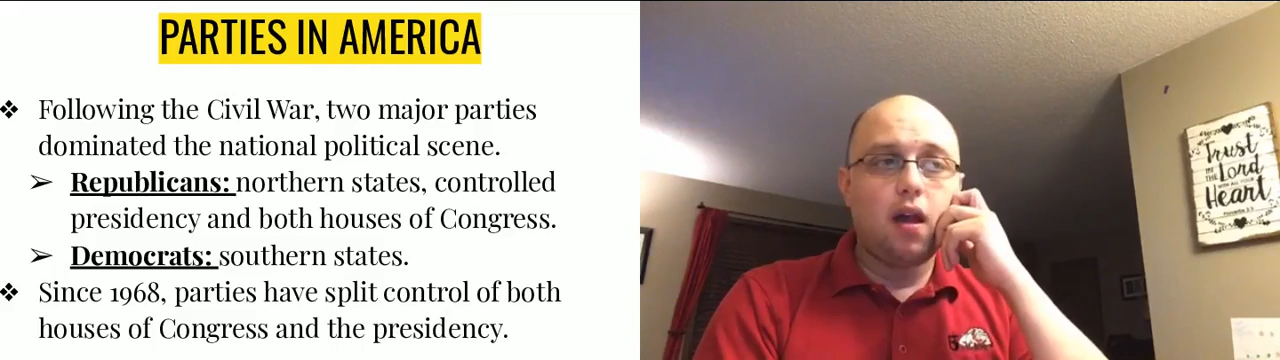 PARTIES IN AMERICA
❖ Following the Civil War, two major parties
dominated the national political scene.
➢ Republicans: northern states, controlled
presidency and both houses of Congress.
➢ Democrats: southern states.
❖ Since 1968, parties have split control of both
houses of Congress and the presidency.
Trust
IN
THE Lord
WITH ALL YOUR
Heart